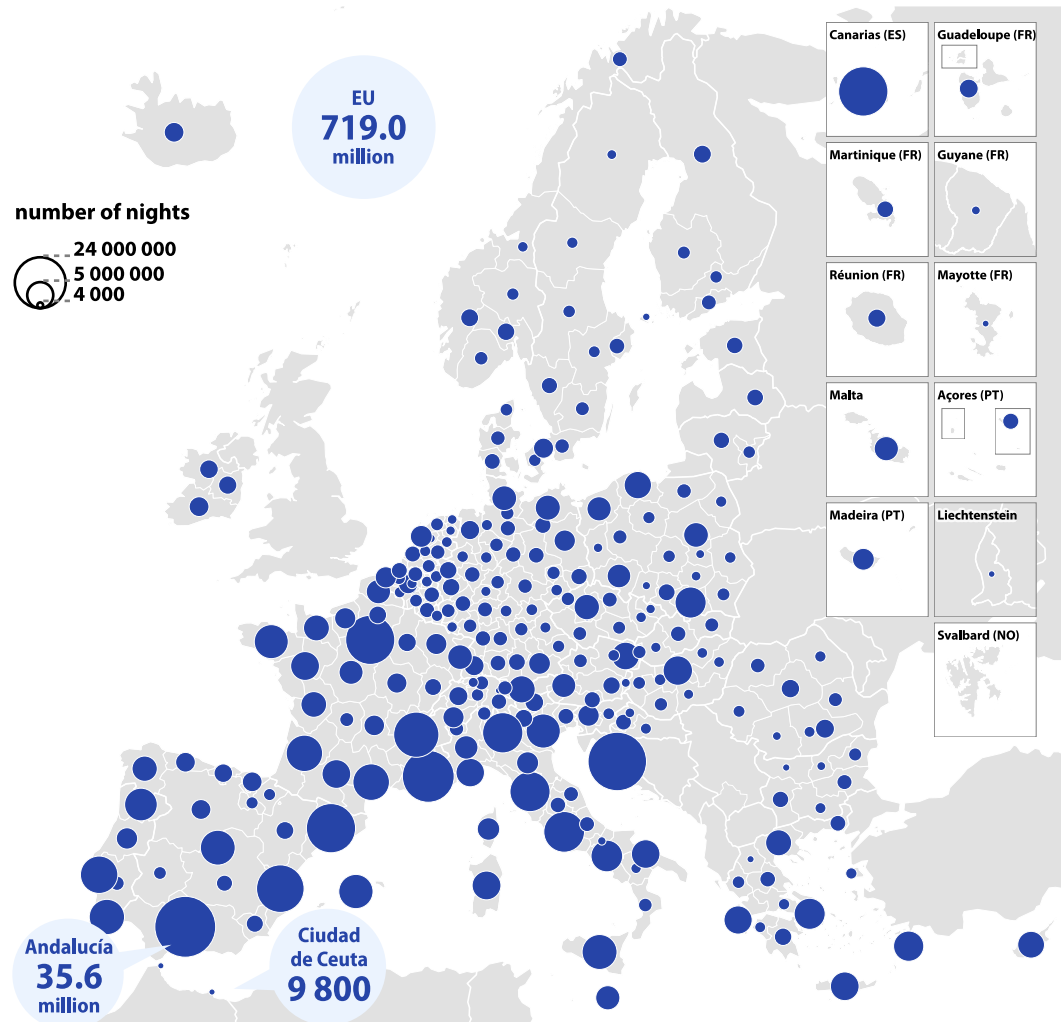 EU
719.0
million
number of nights
24 000 000
5 000 000
4 000
Canarias (ES)
Guadeloupe (FR)
Martinique (FR)
Guyane (FR)
Réunion (FR)
Mayotte (FR)
Malta
Açores (PT)
Madeira (PT)
Liechtenstein
Svalbard (NO)
Andalucía
35.6
million
Ciudad
de Ceuta
9 800